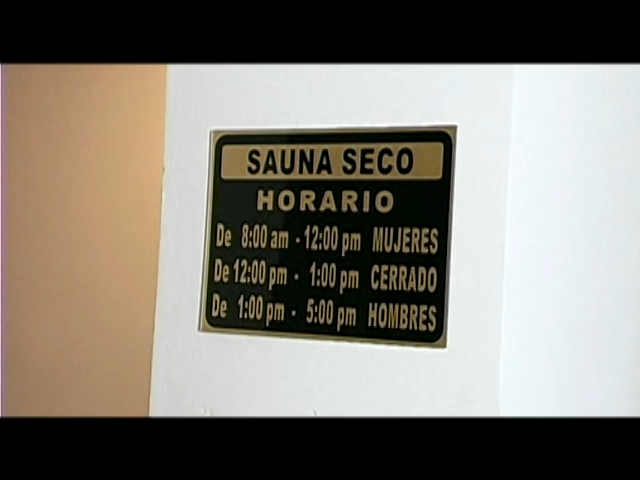 SAUNA SECO
HORARIO
De 8:00 am - 12:00 pm MUJERES
De 12:00 pm - 1:00 pm CERRADO
De 1:00 pm - 5:00 pm HOMBRES